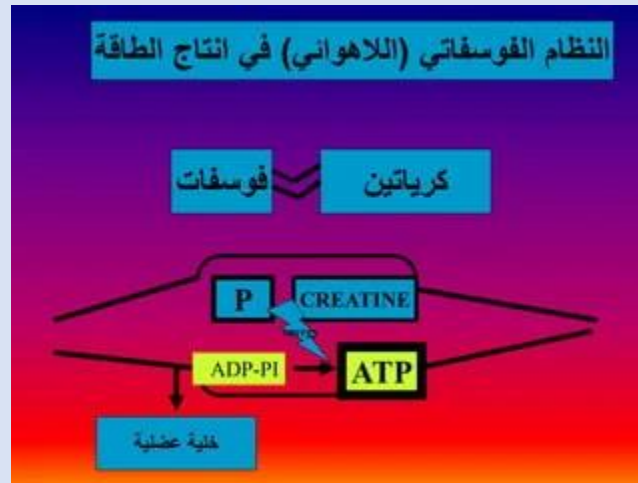 النظام الفوسفاتي (اللاهوائي) في انتاج الطاقة
كرياتين
فوسفات
P
CREATINE
ADP-PI
ATP
خلية عضلية